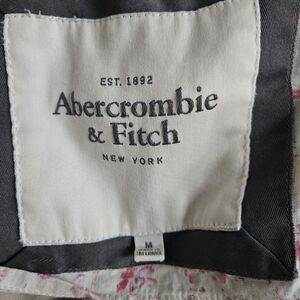 EST. 1892
Abercrombie
& Fitch
NEW YORK
M